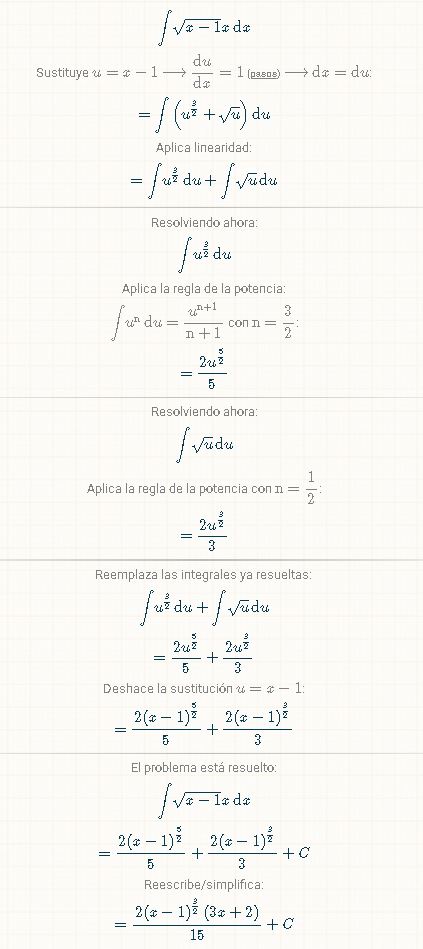 ∫√(x − 1)x dx
Sustituye u = x − 1 ⟶ du/dx = 1 (pasos) ⟶ dx = du:
= ∫(u^(3/2) + √u) du
Aplica linearidad:
= ∫u^(3/2) du + ∫√u du
Resolviendo ahora:
∫u^(3/2) du
Aplica la regla de la potencia:
∫uⁿ du = u^(n+1)/(n + 1) con n = 3/2:
= 2u^(5/2)/5
Resolviendo ahora:
∫√u du
Aplica la regla de la potencia con n = 1/2:
= 2u^(3/2)/3
Reemplaza las integrales ya resueltas:
∫u^(3/2) du + ∫√u du
= 2u^(5/2)/5 + 2u^(3/2)/3
Deshace la sustitución u = x − 1:
= 2(x − 1)^(5/2)/5 + 2(x − 1)^(3/2)/3
El problema está resuelto:
∫√(x − 1)x dx
= 2(x − 1)^(5/2)/5 + 2(x − 1)^(3/2)/3 + C
Reescribe/simplifica:
= 2(x − 1)^(3/2) (3x + 2)/15 + C